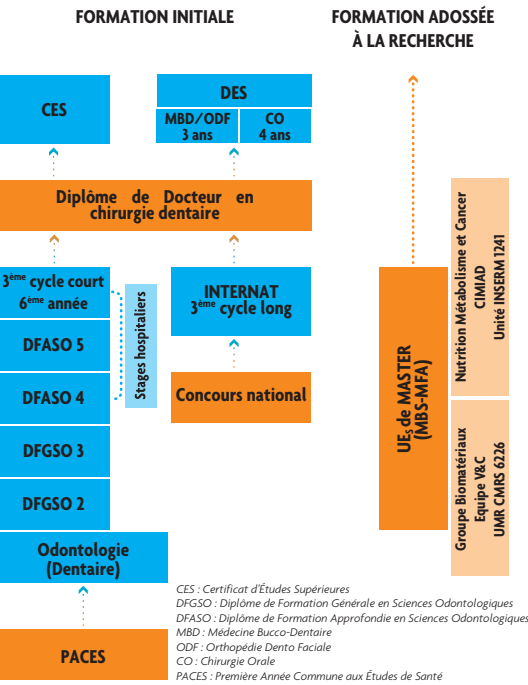 FORMATION INITIALE
FORMATION ADOSSÉE
À LA RECHERCHE
CES
DES
MBD/ODF
3 ans
CO
4 ans
Diplôme de Docteur en
chirurgie dentaire
3ème cycle court
6ème année
DFASO 5
DFASO 4
DFGSO 3
DFGSO 2
Stages hospitaliers
INTERNAT
3ème cycle long
Concours national
Odontologie
(Dentaire)
PACES
UEs de MASTER
(MBS-MFA)
Nutrition Métabolisme et Cancer
CIMIAD
Unité INSERM 1241
Groupe Biomatériaux
Equipe V&C
UMR CMRS 6226
CES : Certificat d'Études Supérieures
DFGSO : Diplôme de Formation Générale en Sciences Odontologiques
DFASO : Diplôme de Formation Approfondie en Sciences Odontologiques
MBD : Médecine Bucco-Dentaire
ODF : Orthopédie Dento Faciale
CO : Chirurgie Orale
PACES : Première Année Commune aux Études de Santé